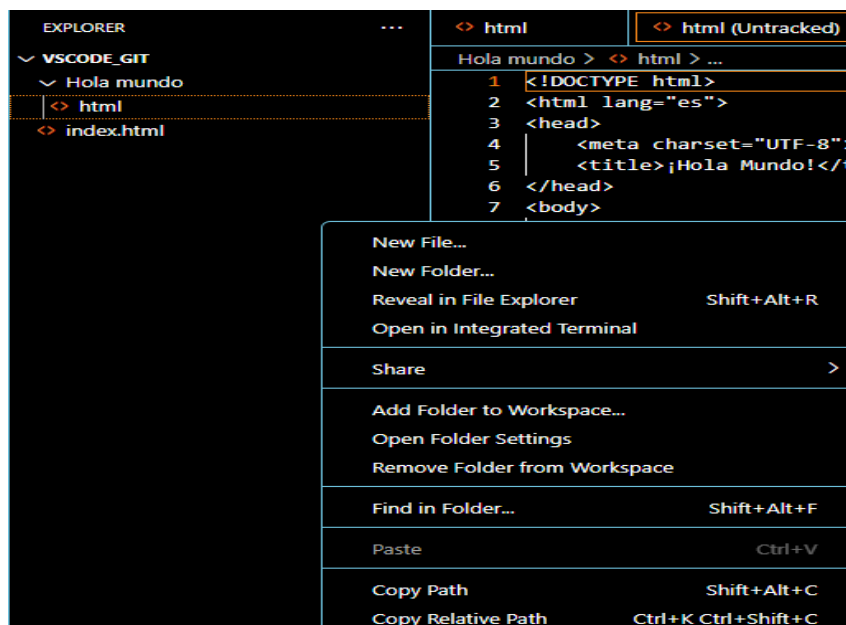 EXPLORER ...
VSCODE_GIT
Hola mundo
<> html
<> index.html
<> html <> html (Untracked)
Hola mundo > <> html > ...
1 <!DOCTYPE html>
2 <html lang="es">
3 <head>
4 <meta charset="UTF-8"
5 <title>¡Hola Mundo!</
6 </head>
7 <body>
New File...
New Folder...
Reveal in File Explorer Shift+Alt+R
Open in Integrated Terminal
Share >
Add Folder to Workspace...
Open Folder Settings
Remove Folder from Workspace
Find in Folder... Shift+Alt+F
Paste Ctrl+V
Copy Path Shift+Alt+C
Copy Relative Path Ctrl+K Ctrl+Shift+C